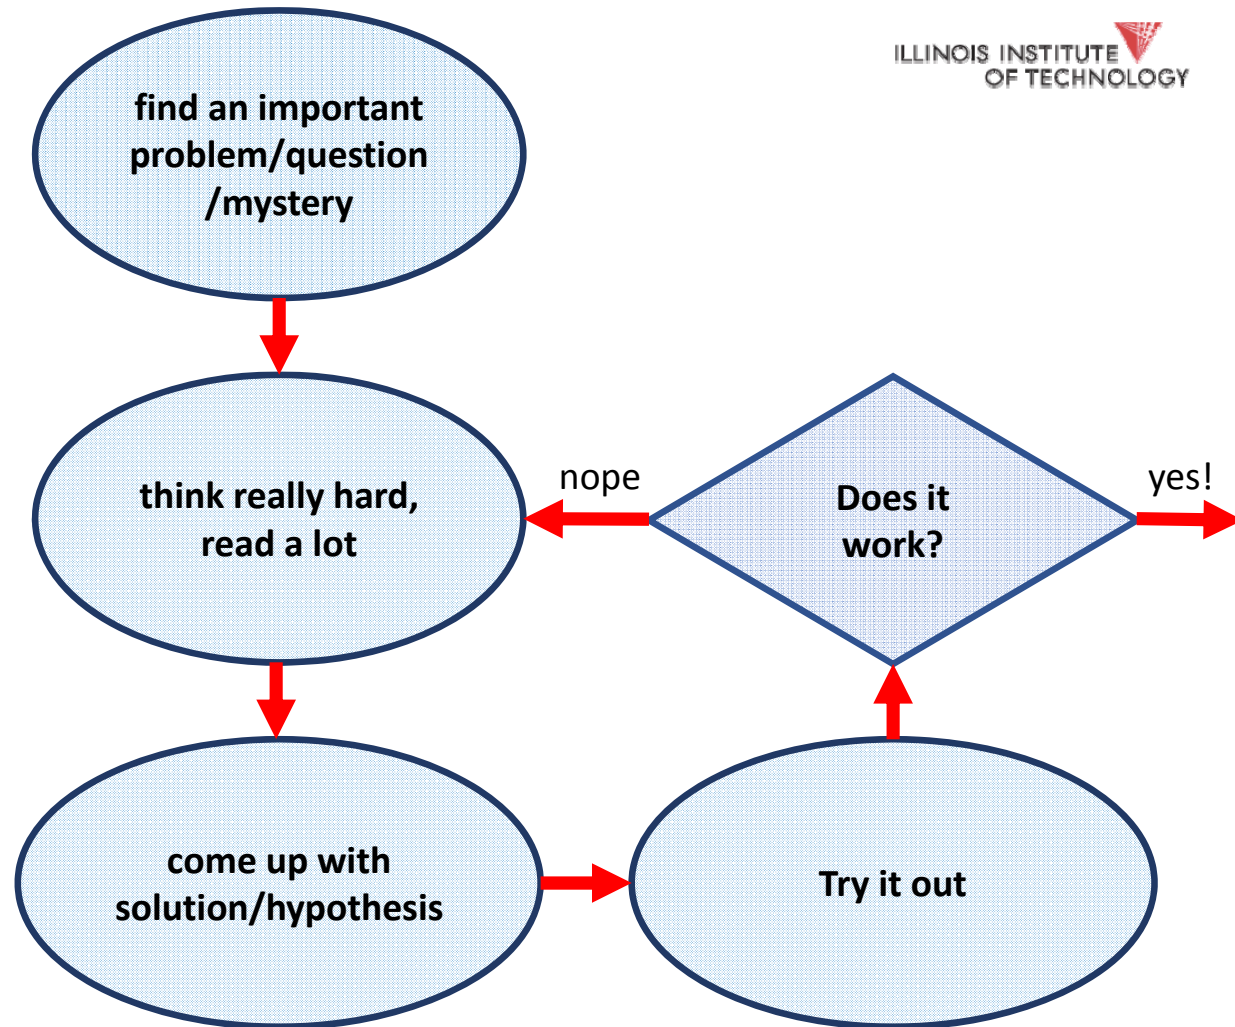 ILLINOIS INSTITUTE
OF TECHNOLOGY
find an important
problem/question
/mystery
think really hard,
read a lot
nope
Does it
work?
yes!
come up with
solution/hypothesis
Try it out